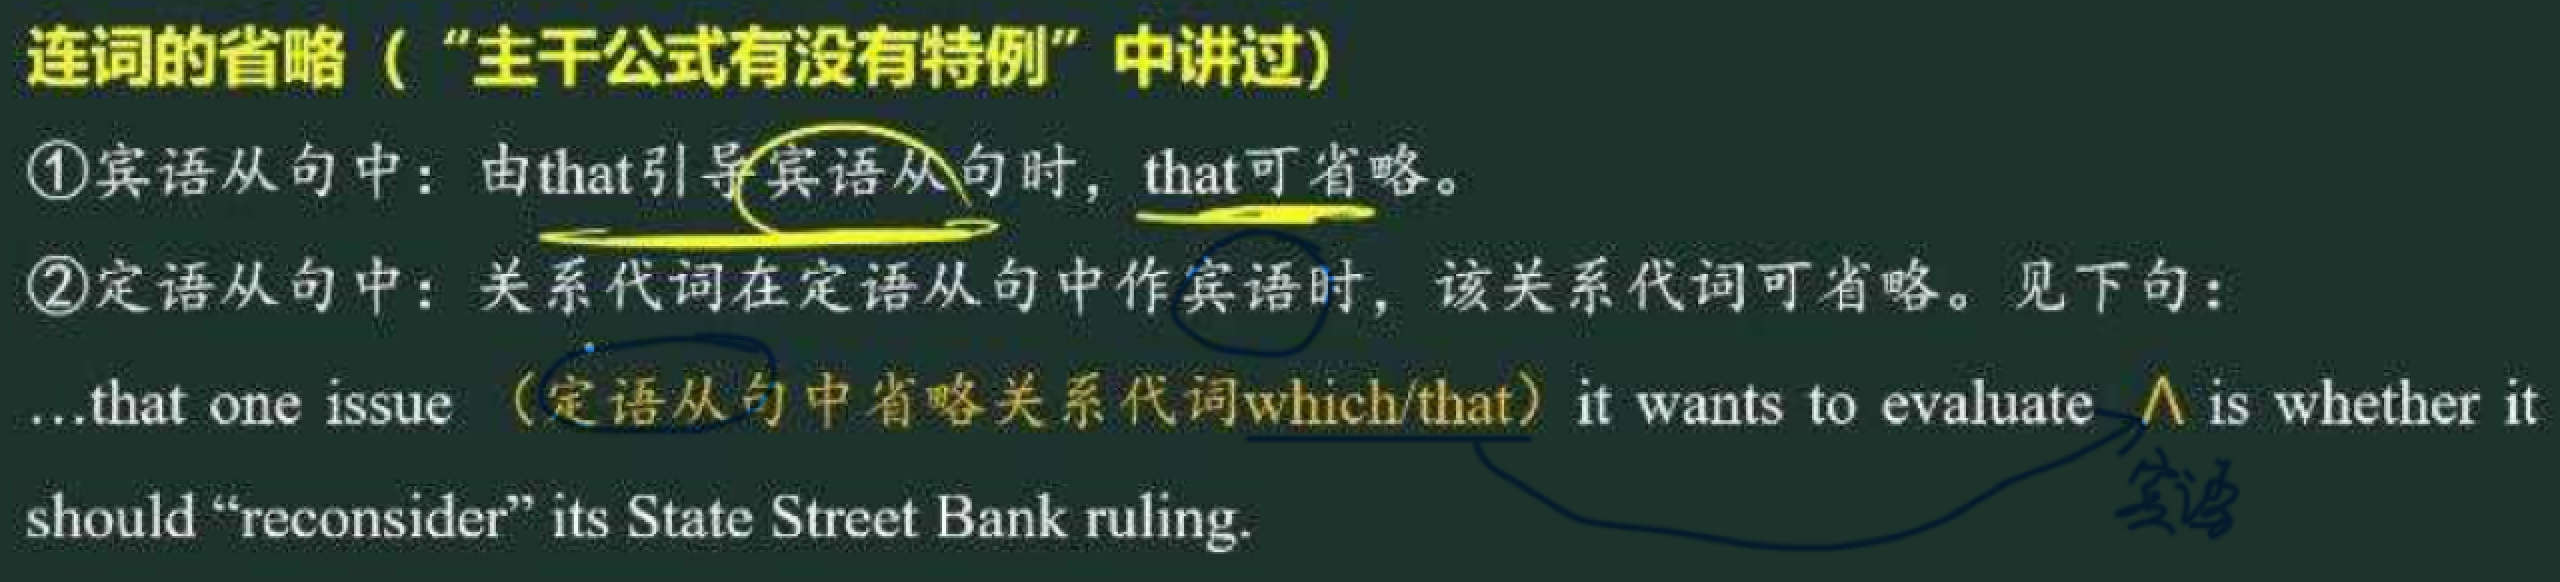 连词的省略（“主干公式有没有特例”中讲过）
①宾语从句中：由that引导宾语从句时，that可省略。
②定语从句中：关系代词在定语从句中作宾语时，该关系代词可省略。见下句：
…that one issue （定语从句中省略关系代词which/that）it wants to evaluate ∧ is whether it
宾语
should “reconsider” its State Street Bank ruling.